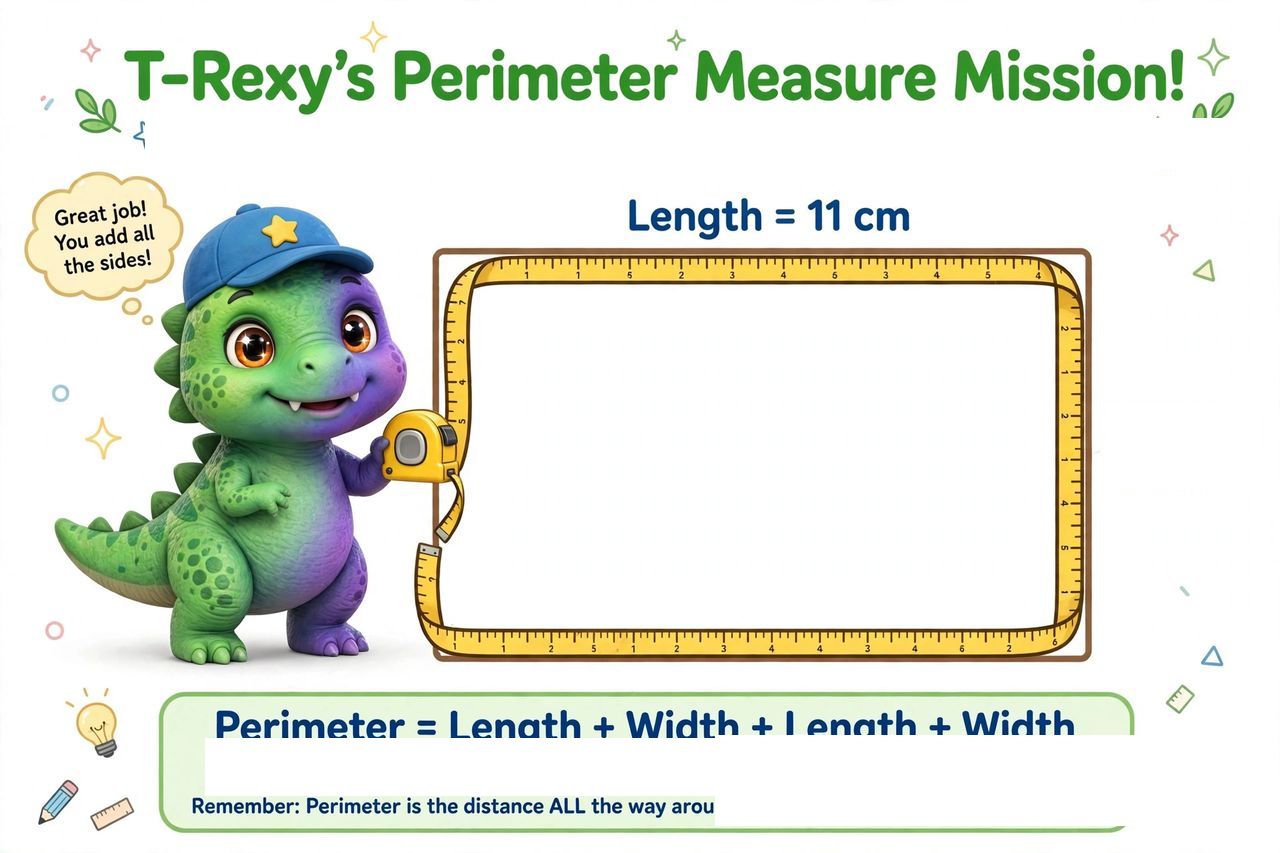 T-Rexy's Perimeter Measure Mission!
Great job!
You add all
the sides!
Length = 11 cm
Perimeter = Length + Width + Length + Width
Remember: Perimeter is the distance ALL the way arou